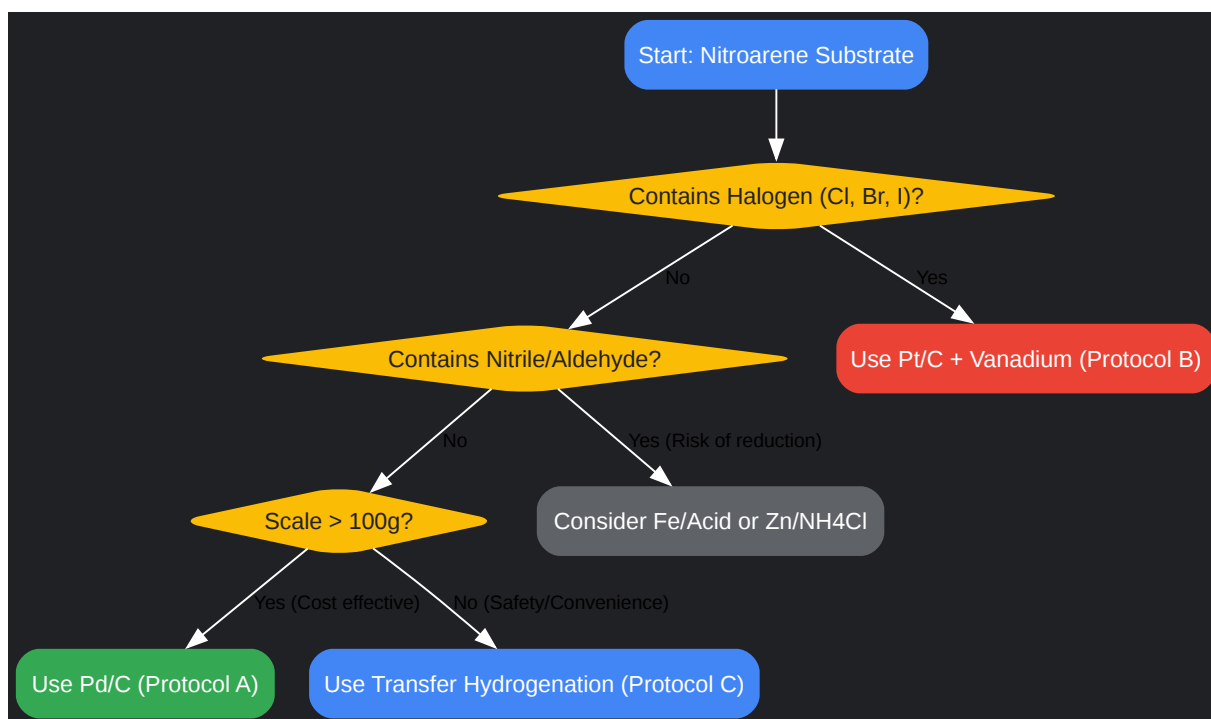 Start: Nitroarene Substrate
Contains Halogen (Cl, Br, I)?
No
Yes
Contains Nitrile/Aldehyde?
Use Pt/C + Vanadium (Protocol B)
No
Yes (Risk of reduction)
Scale > 100g?
Consider Fe/Acid or Zn/NH4Cl
Yes (Cost effective)
No (Safety/Convenience)
Use Pd/C (Protocol A)
Use Transfer Hydrogenation (Protocol C)